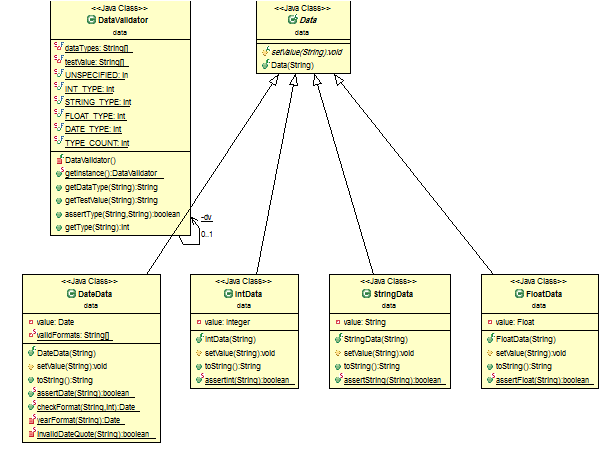 <<Java Class>>
DataValidator
data
dataTypes: String[]
testValue: String[]
UNSPECIFIED: int
INT_TYPE: int
STRING_TYPE: int
FLOAT_TYPE: int
DATE_TYPE: int
TYPE_COUNT: int
DataValidator()
getInstance():DataValidator
getDataType(String):String
getTestValue(String):String
assertType(String,String):boolean
getType(String):int
-dv
0..1
<<Java Class>>
Data
data
setValue(String):void
Data(String)
<<Java Class>>
DateData
data
value: Date
validFormats: String[]
DateData(String)
setValue(String):void
toString():String
assertDate(String):boolean
checkFormat(String,int):Date
yearFormat(String):Date
invalidDateQuote(String):boolean
<<Java Class>>
IntData
data
value: Integer
IntData(String)
setValue(String):void
toString():String
assertInt(String):boolean
<<Java Class>>
StringData
data
value: String
StringData(String)
setValue(String):void
toString():String
assertString(String):boolean
<<Java Class>>
FloatData
data
value: Float
FloatData(String)
setValue(String):void
toString():String
assertFloat(String):boolean